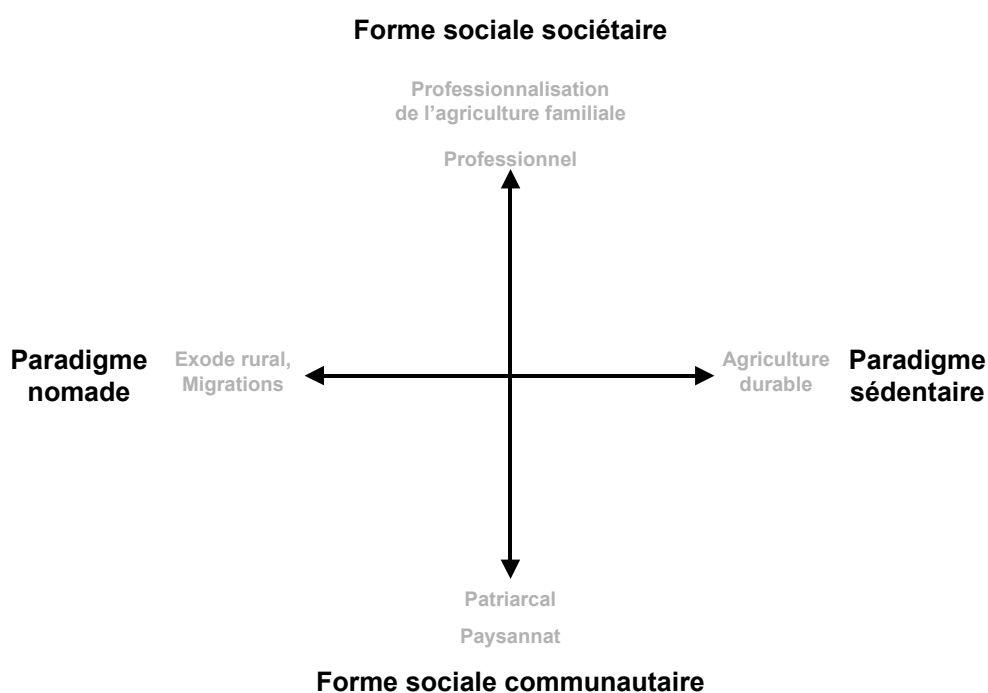 Forme sociale sociétaire
Professionnalisation
de l'agriculture familiale
Professionnel
Paradigme
nomade
Exode rural,
Migrations
Agriculture
durable
Paradigme
sédentaire
Patriarcal
Paysannat
Forme sociale communautaire